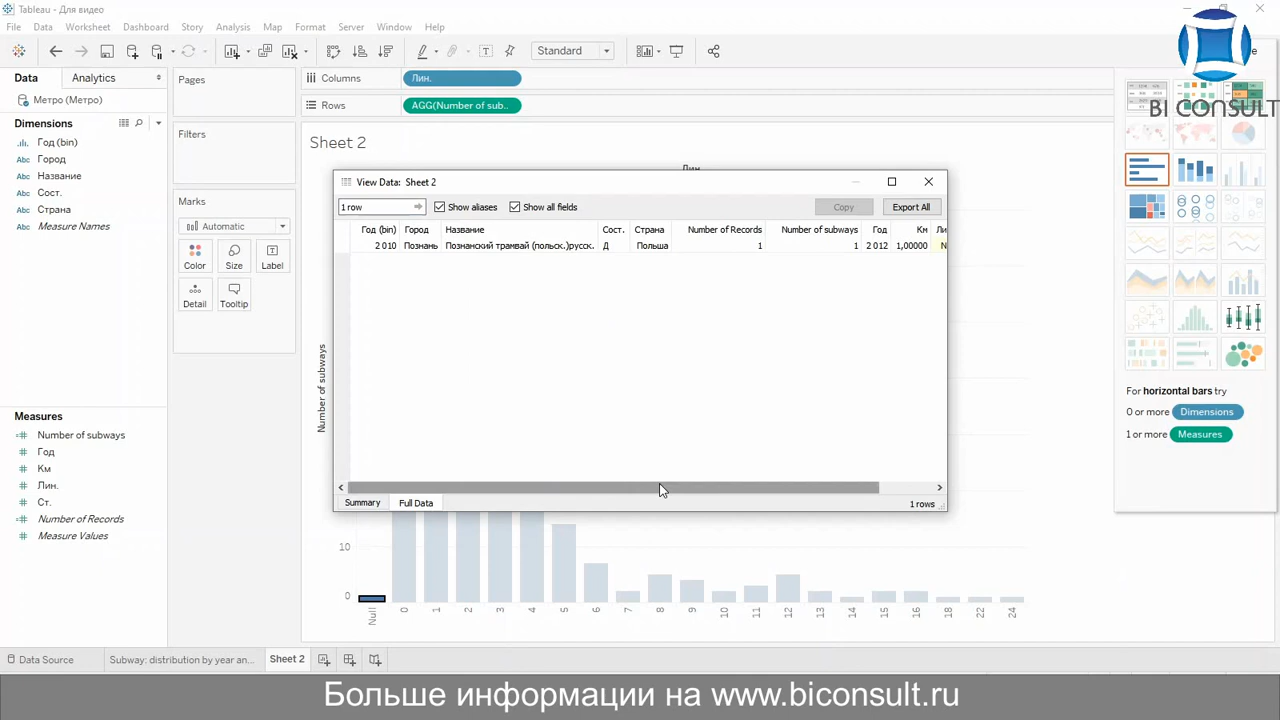 Tableau - Для видео
File Data Worksheet Dashboard Story Analysis Map Format Server Window Help
Standard
Data
Analytics
Метро (Метро)
Dimensions
Год (bin)
Город
Название
Сост.
Страна
Measure Names
Measures
Number of subways
Год
Км
Лин.
Ст.
Number of Records
Measure Values
Pages
Filters
Marks
Automatic
Color Size Label
Detail Tooltip
Columns
Лин.
Rows
AGG(Number of sub..
Sheet 2
Лин
View Data: Sheet 2
1 row
Show aliases
Show all fields
Copy
Export All
Год (bin) Город Название Сост. Страна Number of Records Number of subways Год Км Ли
2 010 Познань Познанский трамвай (польск.)русск. Д Польша 1 1 2 012 1,00000 N
Summary
Full Data
1 rows
Number of subways
10
0
Null 0 1 2 3 4 5 6 7 8 9 10 11 12 13 14 15 16 18 22 24
BI CONSULT
For horizontal bars try
0 or more Dimensions
1 or more Measures
Data Source
Subway: distribution by year an...
Sheet 2
Больше информации на www.biconsult.ru